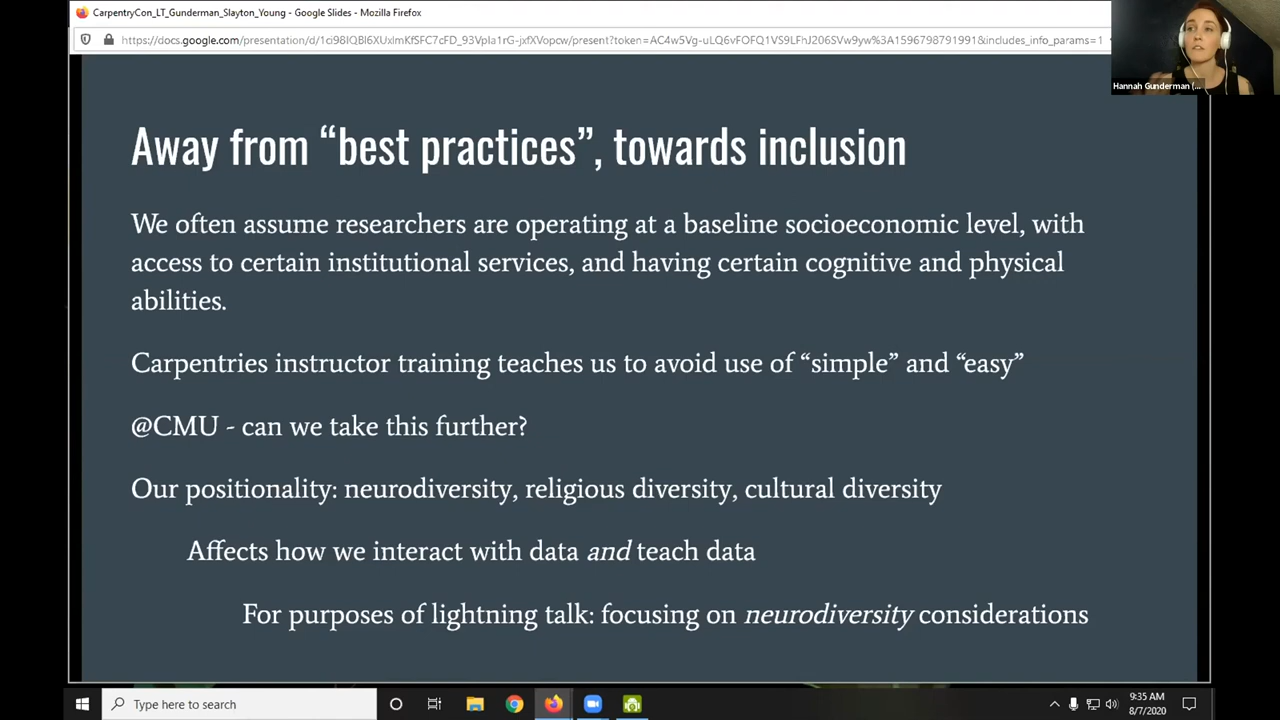 CarpentryCon_LT_Gunderman_Slayton_Young - Google Slides - Mozilla Firefox
Hannah Gunderman (...
Away from “best practices”, towards inclusion
We often assume researchers are operating at a baseline socioeconomic level, with
access to certain institutional services, and having certain cognitive and physical
abilities.
Carpentries instructor training teaches us to avoid use of “simple” and “easy”
@CMU - can we take this further?
Our positionality: neurodiversity, religious diversity, cultural diversity
Affects how we interact with data and teach data
For purposes of lightning talk: focusing on neurodiversity considerations
Type here to search
9:35 AM
8/7/2020